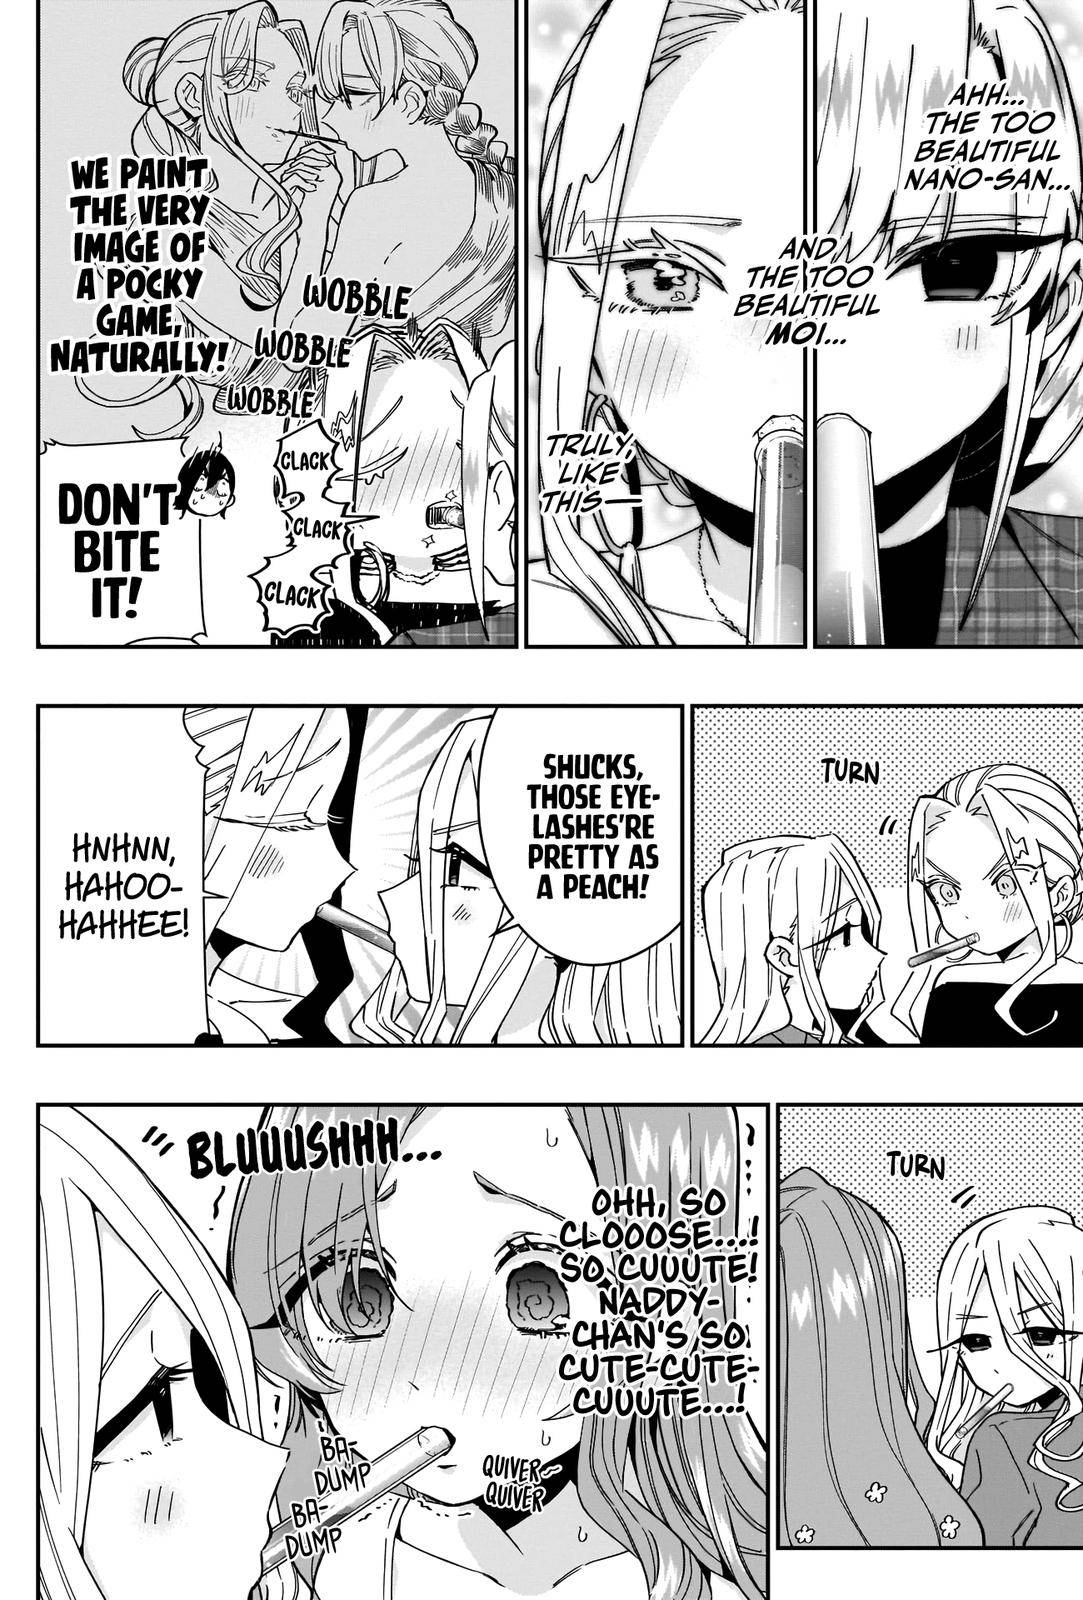 AHH...
THE TOO
BEAUTIFUL
NANO-SAN...
AND
THE TOO
BEAUTIFUL
MOI...
TRULY,
LIKE
THIS—
WE PAINT
THE VERY
IMAGE OF
A POCKY
GAME,
NATURALLY!
WOBBLE
WOBBLE
WOBBLE
CLACK
CLACK
CLACK
DON'T
BITE
IT!
TURN
SHUCKS,
THOSE EYE-
LASHES'RE
PRETTY AS
A PEACH!
HNHNN,
HAHOO-
HAHHEE!
TURN
BLUUUSHHH...
OHH, SO
CLOOOSE...!
SO CUUUTE!
NADDY-
CHAN'S SO
CUTE-CUTE-
CUUUTE...!
BA-
DUMP
BA-
DUMP
QUIVER~
QUIVER